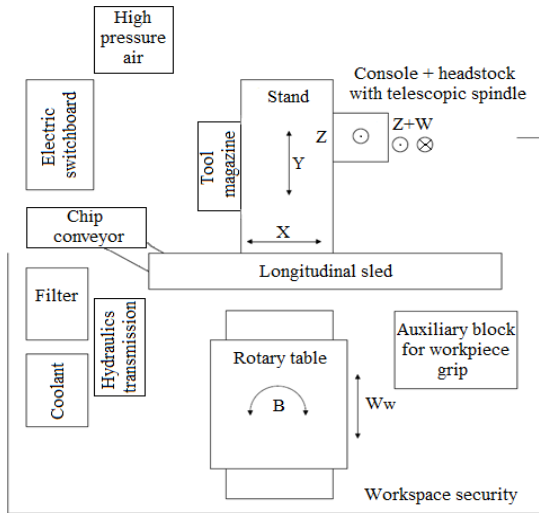 High
pressure
air
Electric
switchboard
Stand
Console + headstock
with telescopic spindle
Tool
magazine
Y
Z
Z+W
Chip
conveyor
X
Longitudinal sled
Filter
Coolant
Hydraulics
transmission
Rotary table
B
Ww
Auxiliary block
for workpiece
grip
Workspace security